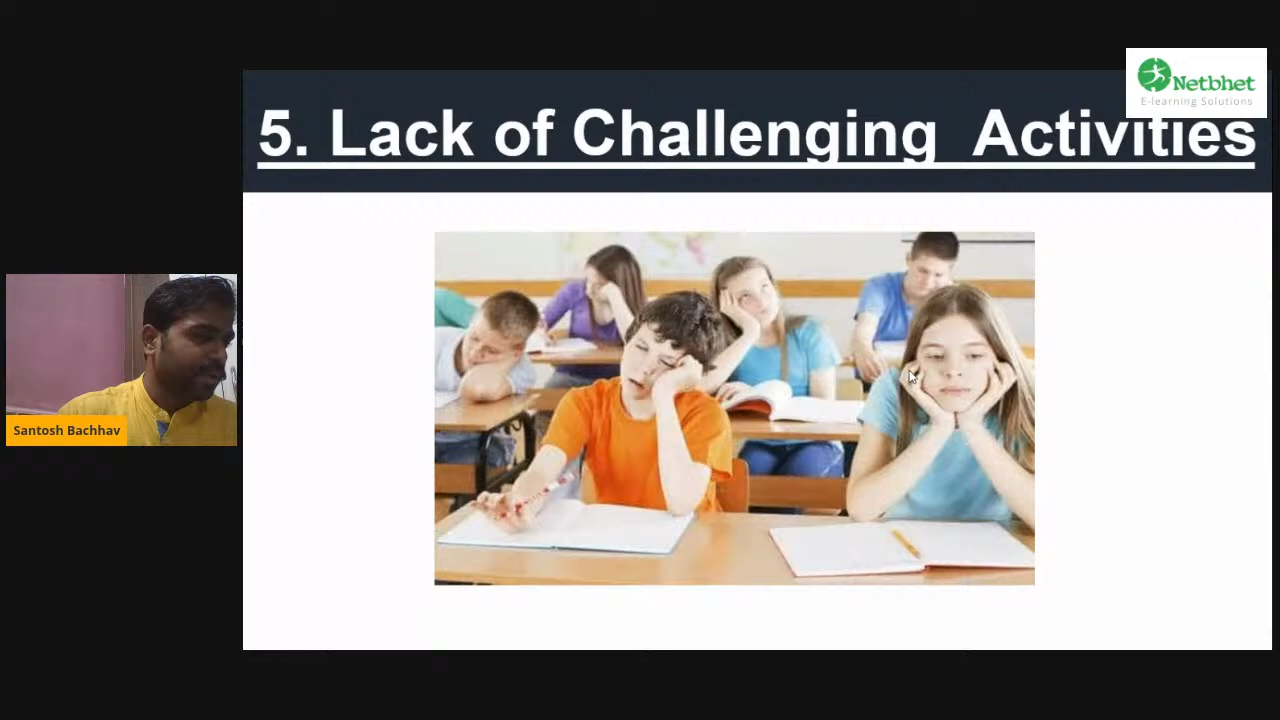 Netbhet
E-learning Solutions
5. Lack of Challenging Activities
Santosh Bachhav